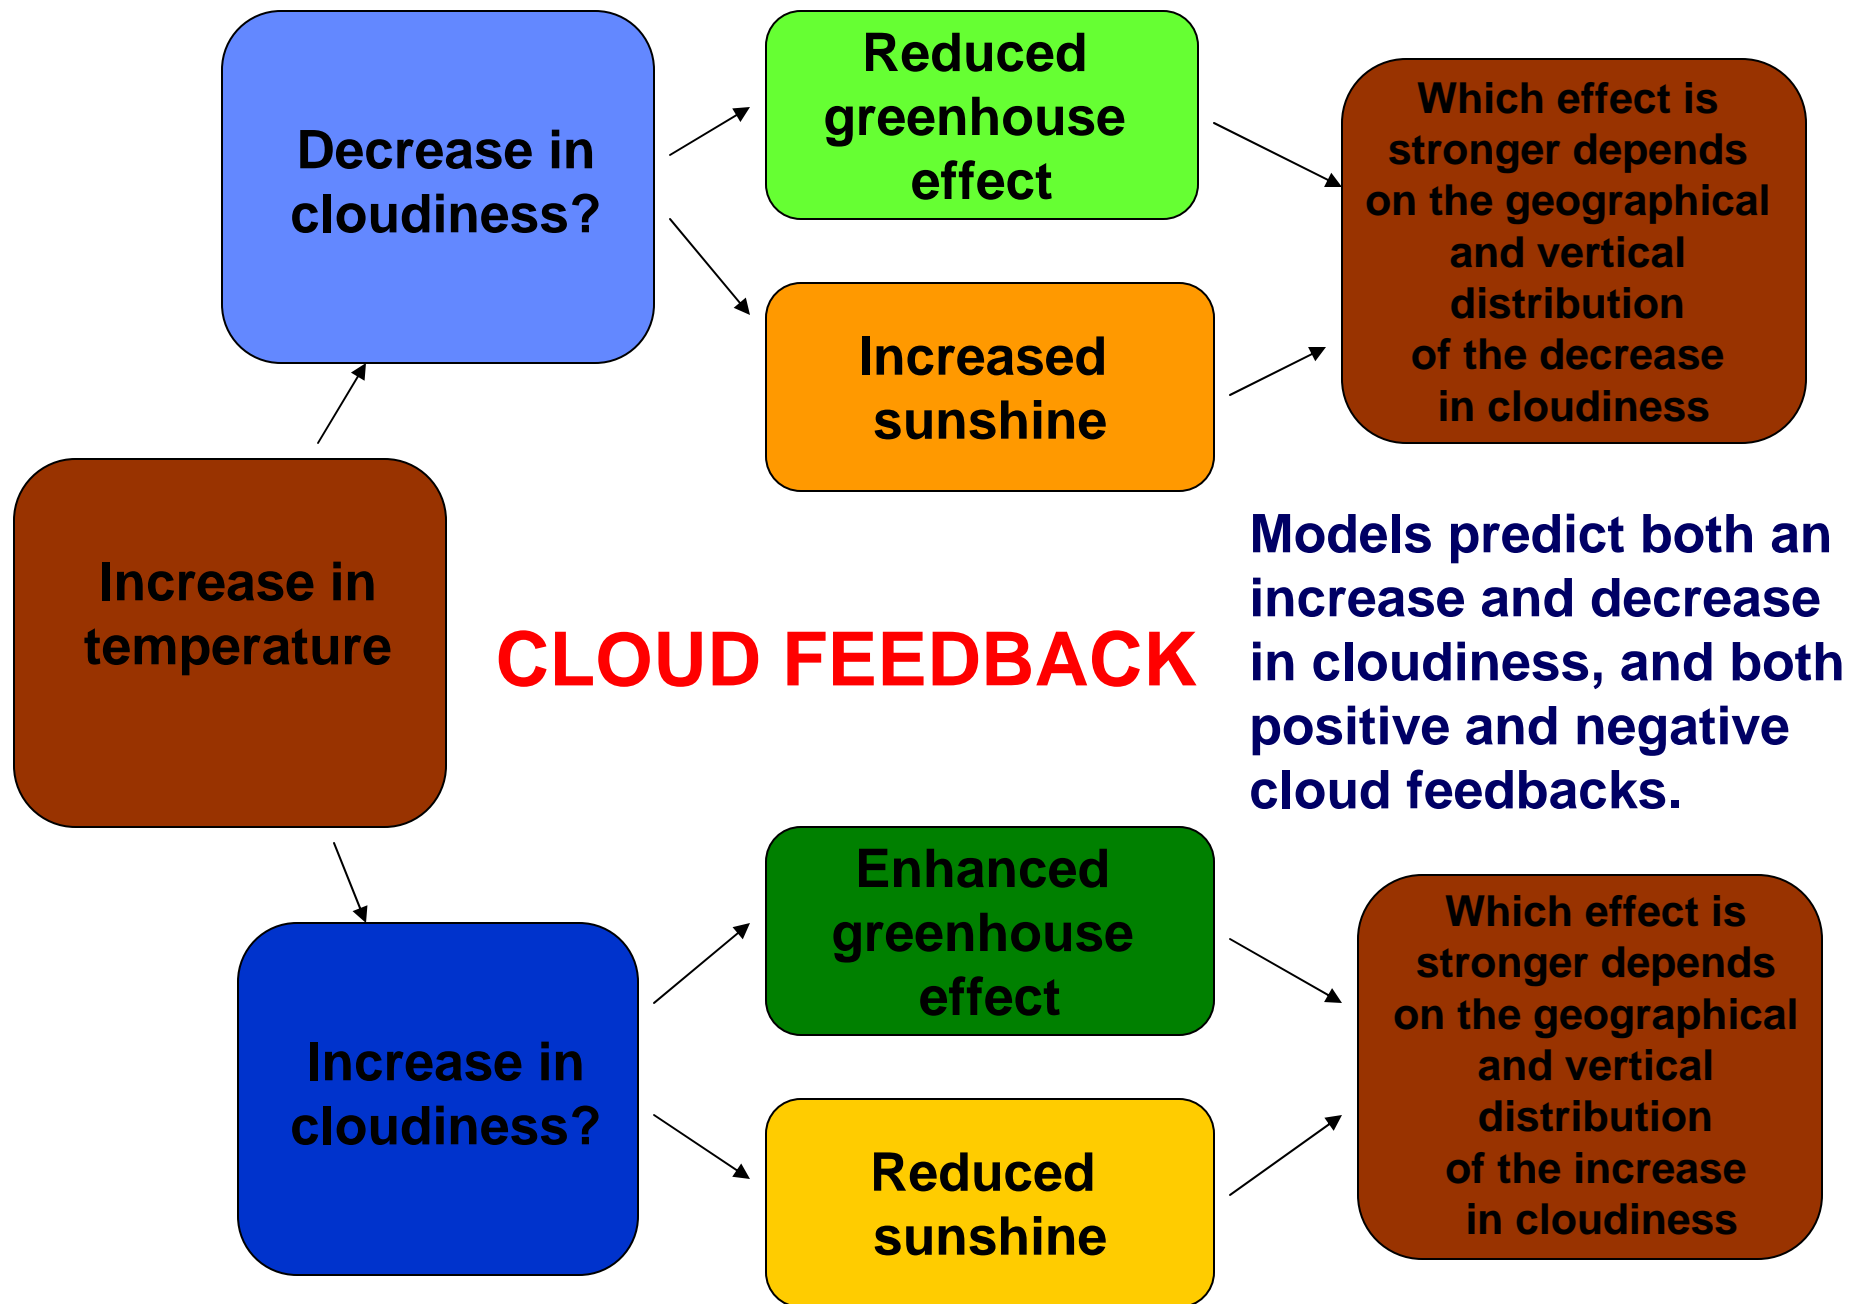 Decrease in
cloudiness?
Reduced
greenhouse
effect
Increased
sunshine
Which effect is
stronger depends
on the geographical
and vertical
distribution
of the decrease
in cloudiness
Increase in
temperature
CLOUD FEEDBACK
Models predict both an
increase and decrease
in cloudiness, and both
positive and negative
cloud feedbacks.
Increase in
cloudiness?
Enhanced
greenhouse
effect
Reduced
sunshine
Which effect is
stronger depends
on the geographical
and vertical
distribution
of the increase
in cloudiness